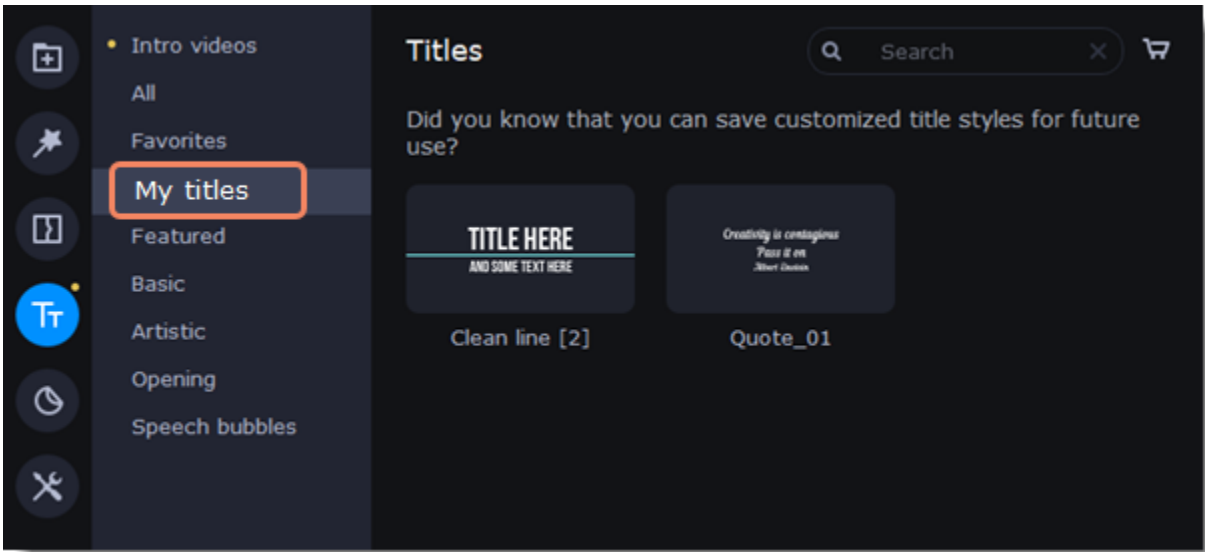 Intro videos
All
Favorites
My titles
Featured
Basic
Artistic
Opening
Speech bubbles
Tт
Titles
Search
Did you know that you can save customized title styles for future
use?
TITLE HERE
AND SOME TEXT HERE
Clean line [2]
Creativity is contagious
Pass it on
Albert Einstein
Quote_01